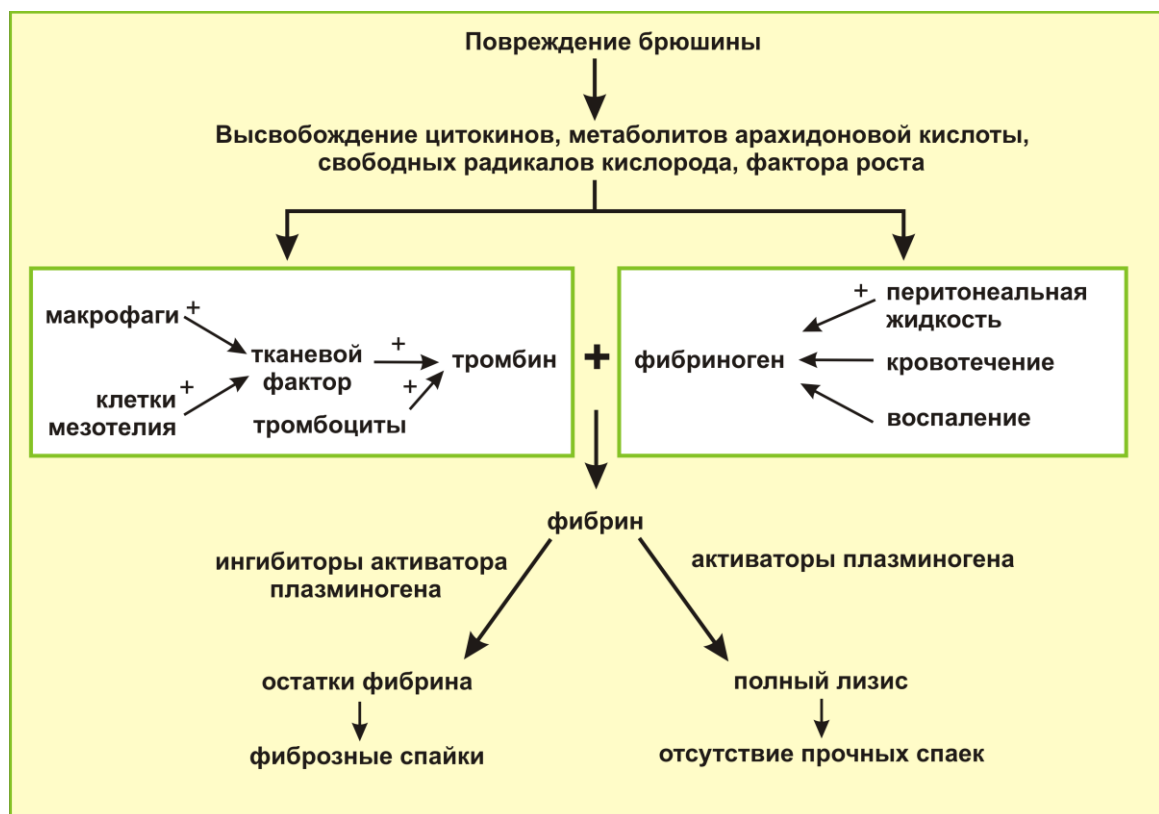 Повреждение брюшины
Высвобождение цитокинов, метаболитов арахидоновой кислоты,
свободных радикалов кислорода, фактора роста
макрофаги +
клетки +
мезотелия
тканевой
фактор
+
+
тромбоциты
тромбин
+
фибриноген
+ перитонеальная
жидкость
кровотечение
воспаление
фибрин
ингибиторы активатора
плазминогена
активаторы плазминогена
остатки фибрина
полный лизис
фиброзные спайки
отсутствие прочных спаек